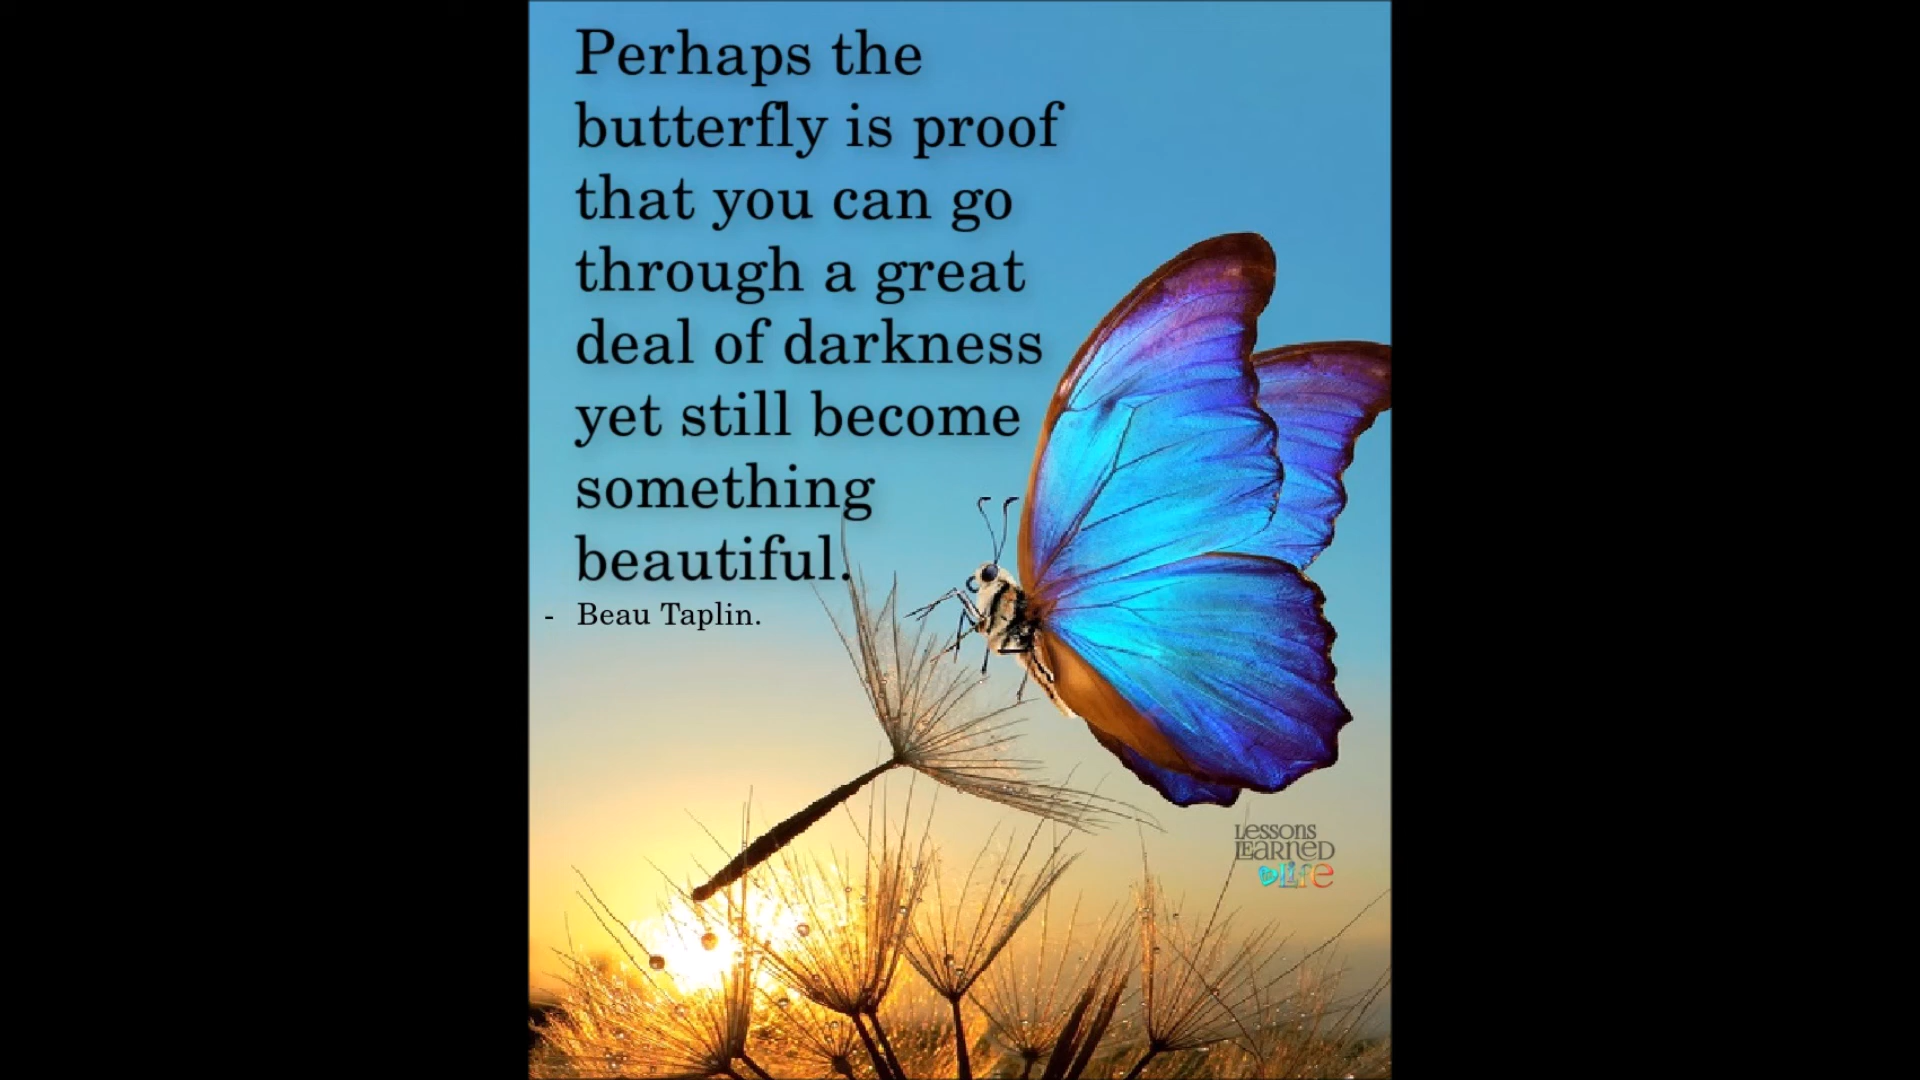 Perhaps the
butterfly is proof
that you can go
through a great
deal of darkness
yet still become
something
beautiful.
- Beau Taplin.
Lessons
Learned
in Life